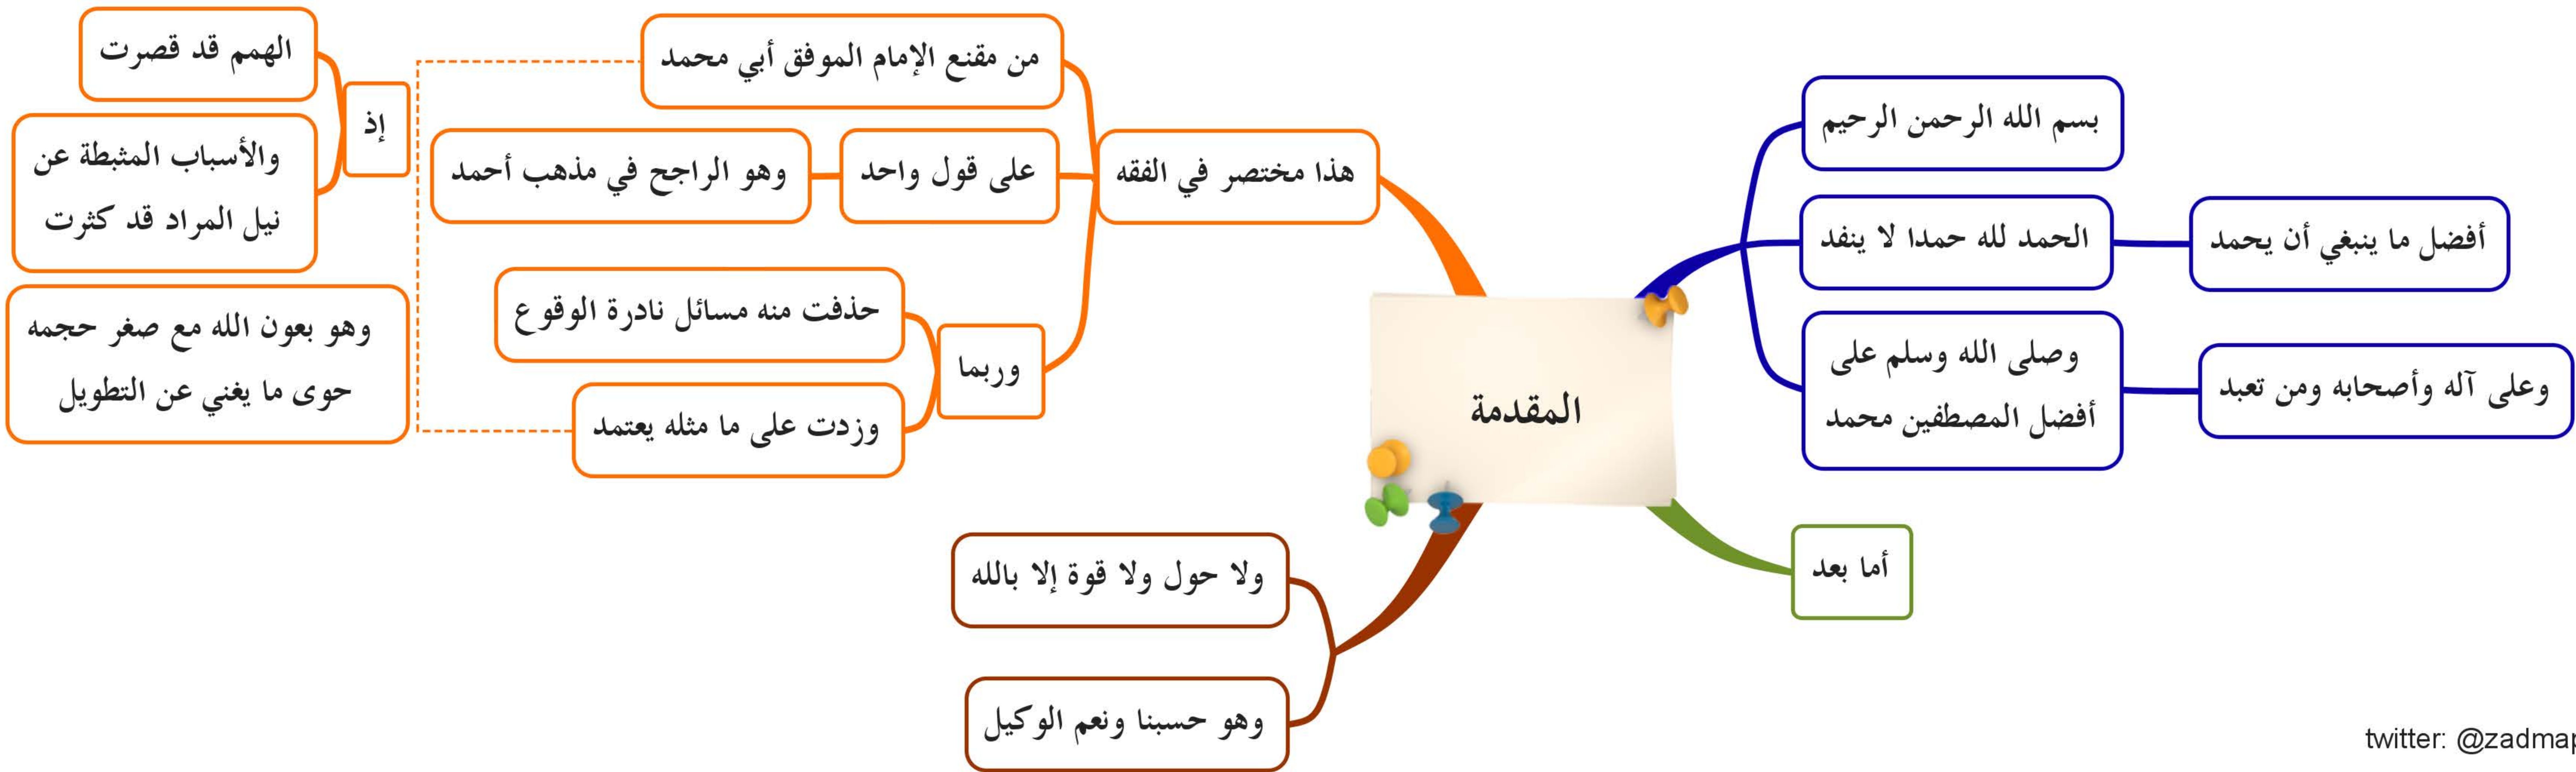 المقدمة
بسم الله الرحمن الرحيم
الحمد لله حمدا لا ينفد
أفضل ما ينبغي أن يحمد
وصلى الله وسلم على
أفضل المصطفين محمد
وعلى آله وأصحابه ومن تعبد
أما بعد
هذا مختصر في الفقه
من مقنع الإمام الموفق أبي محمد
على قول واحد
وهو الراجح في مذهب أحمد
وربما
حذفت منه مسائل نادرة الوقوع
وزدت على ما مثله يعتمد
إذ
الهمم قد قصرت
والأسباب المثبطة عن
نيل المراد قد كثرت
وهو بعون الله مع صغر حجمه
حوى ما يغني عن التطويل
ولا حول ولا قوة إلا بالله
وهو حسبنا ونعم الوكيل
twitter: @zadmap